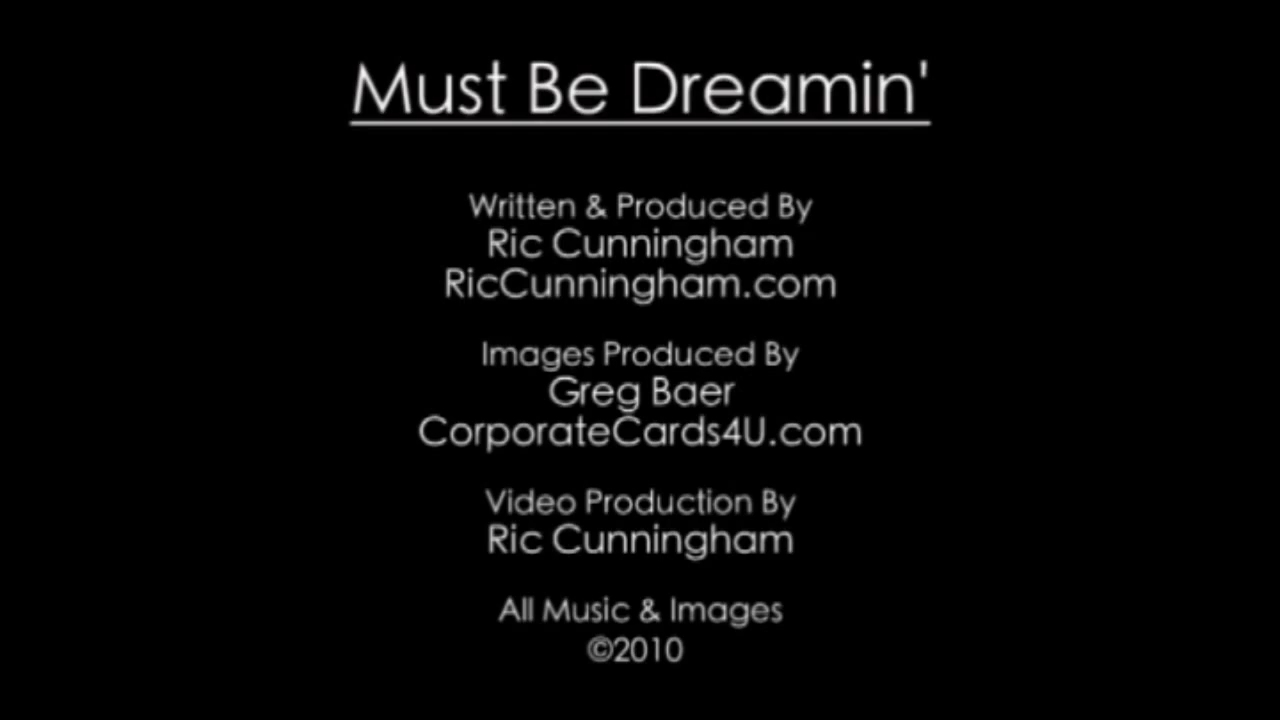 Must Be Dreamin'
Written & Produced By
Ric Cunningham
RicCunningham.com
Images Produced By
Greg Baer
CorporateCards4U.com
Video Production By
Ric Cunningham
All Music & Images
©2010